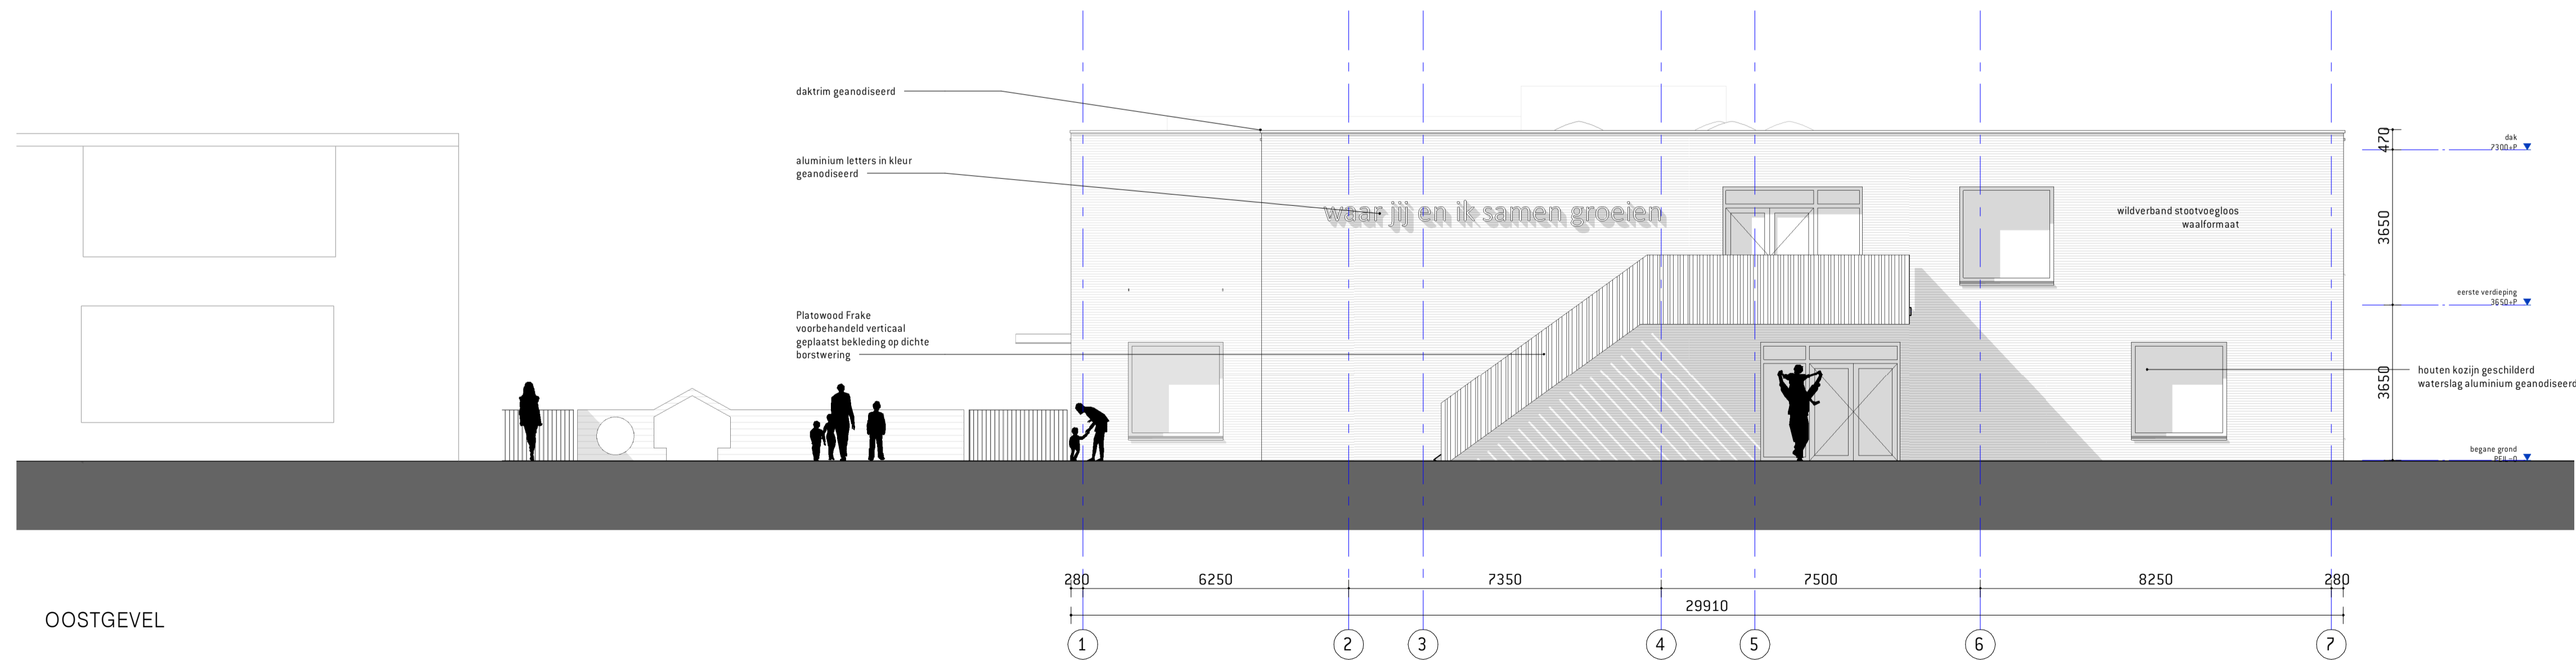 daktrim geanodiseerd
aluminium letters in kleur
geanodiseerd
waar jij en ik samen groeien
wildverband stootvoegloos
waalformaat
Platowood Frake
voorbehandeld verticaal
geplaatst bekleding op dichte
borstwering
houten kozijn geschilderd
waterslag aluminium geanodiseerd
470
3650
3650
dak
7300+P
eerste verdieping
3650+P
begane grond
PEIL=0
280
6250
7350
7500
8250
280
29910
OOSTGEVEL
1
2
3
4
5
6
7